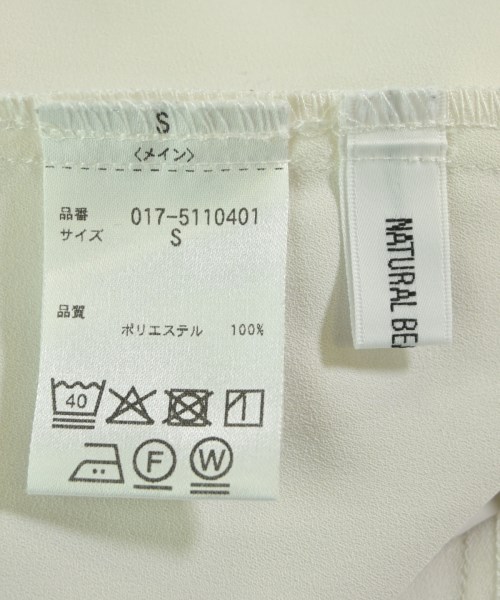 S
〈メイン〉
品番 017-5110401
サイズ S
品質
ポリエステル 100%
40
F W
NATURAL BE